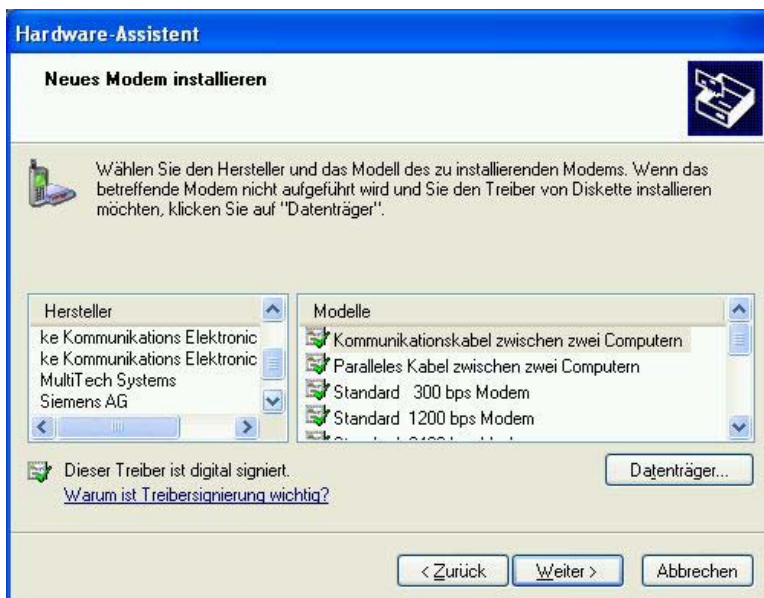 Hardware-Assistent
Neues Modem installieren
Wählen Sie den Hersteller und das Modell des zu installierenden Modems. Wenn das
betreffende Modem nicht aufgeführt wird und Sie den Treiber von Diskette installieren
möchten, klicken Sie auf "Datenträger".
Hersteller
ke Kommunikations Elektronic
ke Kommunikations Elektronic
MultiTech Systems
Siemens AG
Modelle
Kommunikationskabel zwischen zwei Computern
Paralleles Kabel zwischen zwei Computern
Standard 300 bps Modem
Standard 1200 bps Modem
Dieser Treiber ist digital signiert.
Warum ist Treibersignierung wichtig?
Datenträger...
< Zurück
Weiter >
Abbrechen